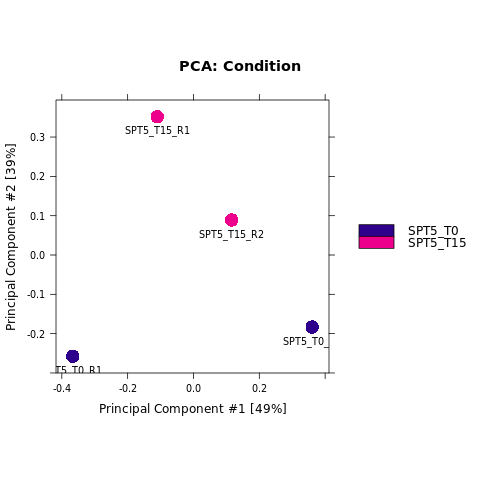 PCA: Condition
Principal Component #2 [39%]
0.3
0.2
0.1
0.0
-0.1
-0.2
SPT5_T15_R1
SPT5_T15_R2
SPT5_T0_
T5_T0_R1
-0.4
-0.2
0.0
0.2
Principal Component #1 [49%]
SPT5_T0
SPT5_T15